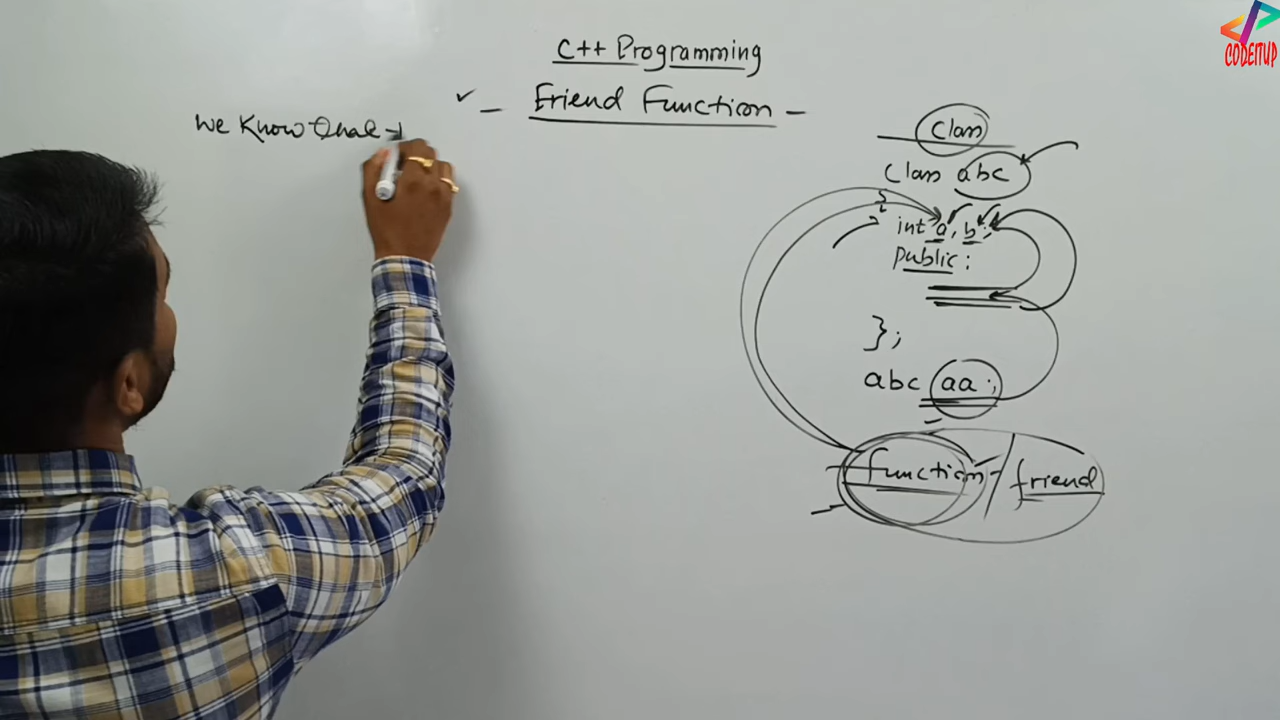 C++ Programming
✓ – Friend Function –
We Know that
Class
Class abc
{
int a, b;
public:
};
abc aa;
function / friend
CODEITUP